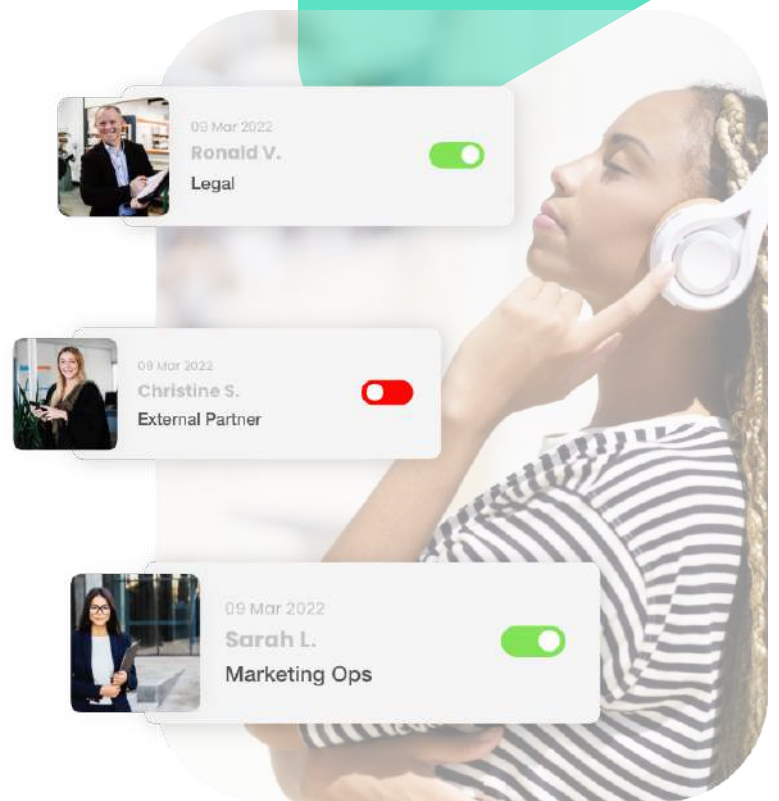 09 Mar 2022
Ronald V.
Legal
09 Mar 2022
Christine S.
External Partner
09 Mar 2022
Sarah L.
Marketing Ops